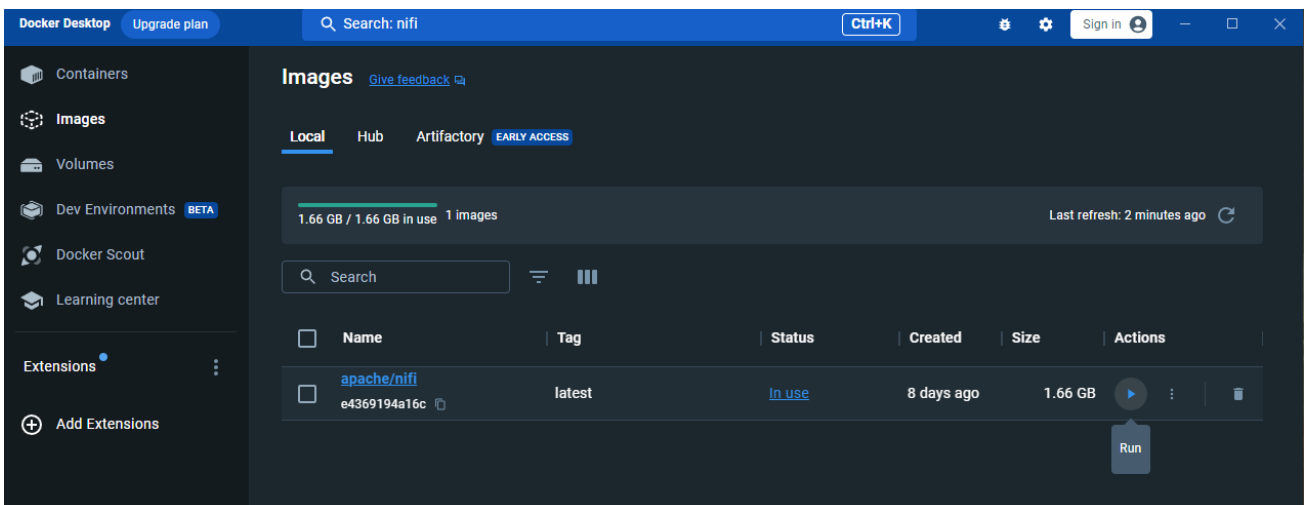 Docker Desktop Upgrade plan Search: nifi Ctrl+K Sign in
Containers
Images
Volumes
Dev Environments BETA
Docker Scout
Learning center
Extensions
Add Extensions
Images Give feedback
Local Hub Artifactory EARLY ACCESS
1.66 GB / 1.66 GB in use 1 images Last refresh: 2 minutes ago
Search
Name Tag Status Created Size Actions
apache/nifi latest In use 8 days ago 1.66 GB
e4369194a16c
Run